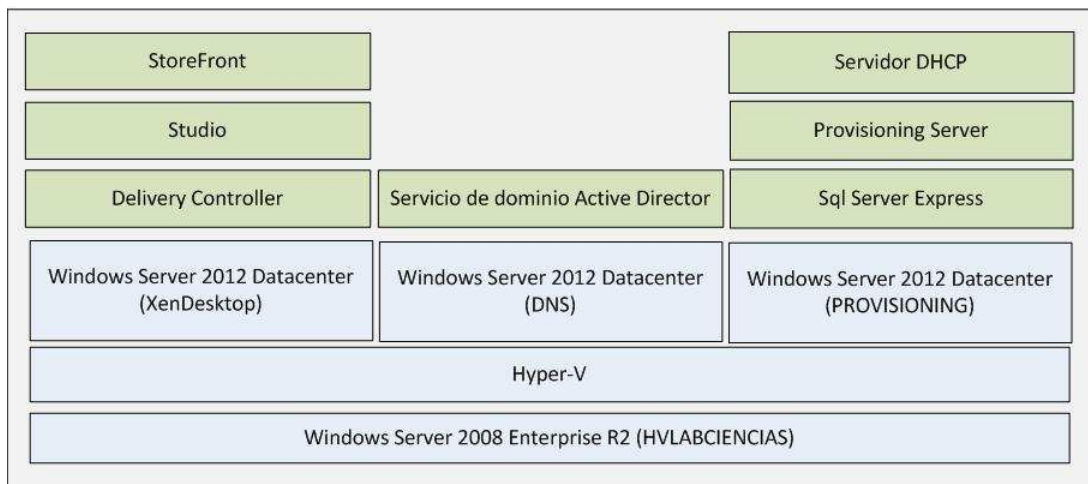 StoreFront
Servidor DHCP
Studio
Provisioning Server
Delivery Controller
Servicio de dominio Active Director
Sql Server Express
Windows Server 2012 Datacenter
(XenDesktop)
Windows Server 2012 Datacenter
(DNS)
Windows Server 2012 Datacenter
(PROVISIONING)
Hyper-V
Windows Server 2008 Enterprise R2 (HVLABCIENCIAS)